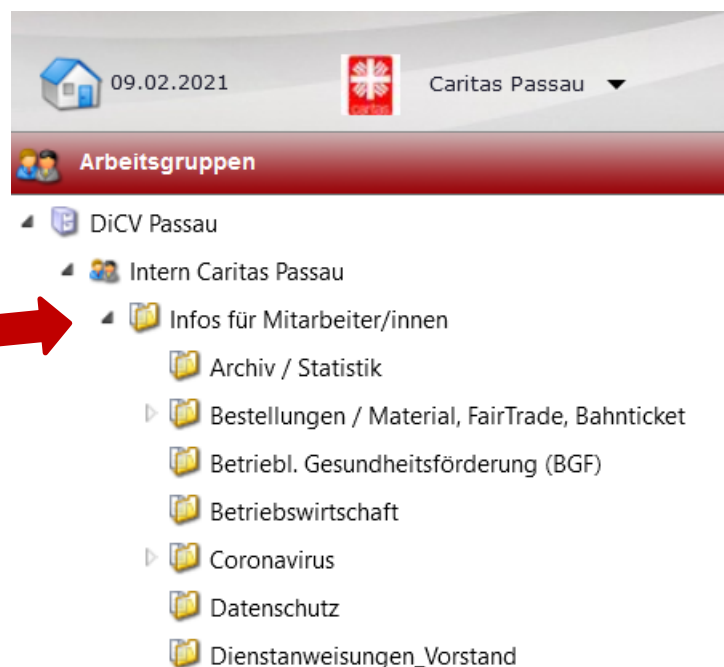 09.02.2021
caritas
Caritas Passau
Arbeitsgruppen
DiCV Passau
Intern Caritas Passau
Infos für Mitarbeiter/innen
Archiv / Statistik
Bestellungen / Material, FairTrade, Bahnticket
Betriebl. Gesundheitsförderung (BGF)
Betriebswirtschaft
Coronavirus
Datenschutz
Dienstanweisungen_Vorstand